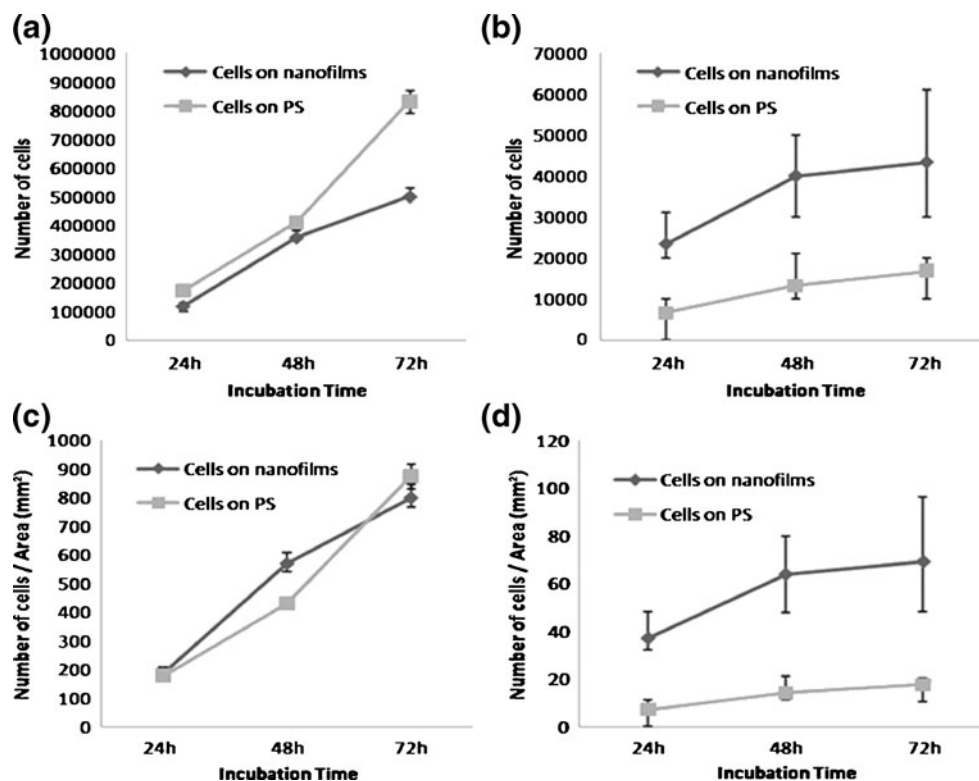 (a)
1000000
900000
800000
700000
600000
500000
400000
300000
200000
100000
0
Number of cells
Cells on nanofilms
Cells on PS
24h 48h 72h
Incubation Time
(b)
70000
60000
50000
40000
30000
20000
10000
0
Number of cells
Cells on nanofilms
Cells on PS
24h 48h 72h
Incubation Time
(c)
1000
900
800
700
600
500
400
300
200
100
0
Number of cells / Area (mm²)
Cells on nanofilms
Cells on PS
24h 48h 72h
Incubation Time
(d)
120
100
80
60
40
20
0
Number of cells / Area (mm²)
Cells on nanofilms
Cells on PS
24h 48h 72h
Incubation Time